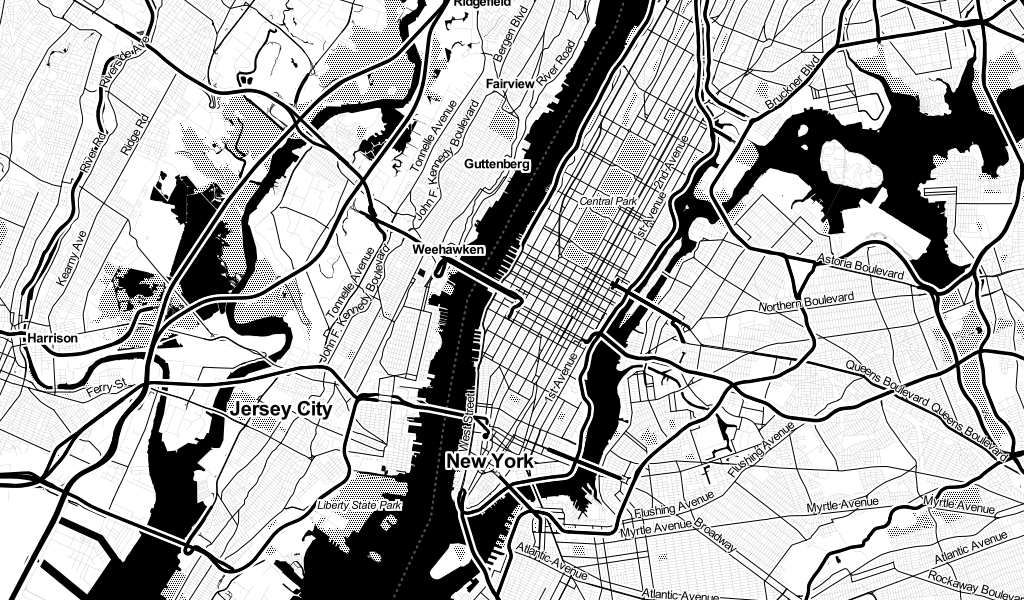 Ridgefield
Bergen Blvd
Riverside Ave
River Road
Fairview
Bruckner Blvd
Tonnelle Avenue
John F. Kennedy Boulevard
Ridge Rd
River Rd
Guttenberg
2nd Avenue
Central Park
1st Avenue
Kearny Ave
Weehawken
Astoria Boulevard
Tonnelle Avenue
John F. Kennedy Boulevard
Northern Boulevard
Harrison
Ferry St
1st Avenue
Queens Boulevard
Queens Boulevard
Jersey City
West Street
Flushing Avenue
New York
Liberty State Park
Flushing Avenue
Myrtle Avenue
Myrtle Avenue
Myrtle Avenue
Broadway
Atlantic Avenue
Atlantic Avenue
Rockaway Boulevard
Atlantic Avenue